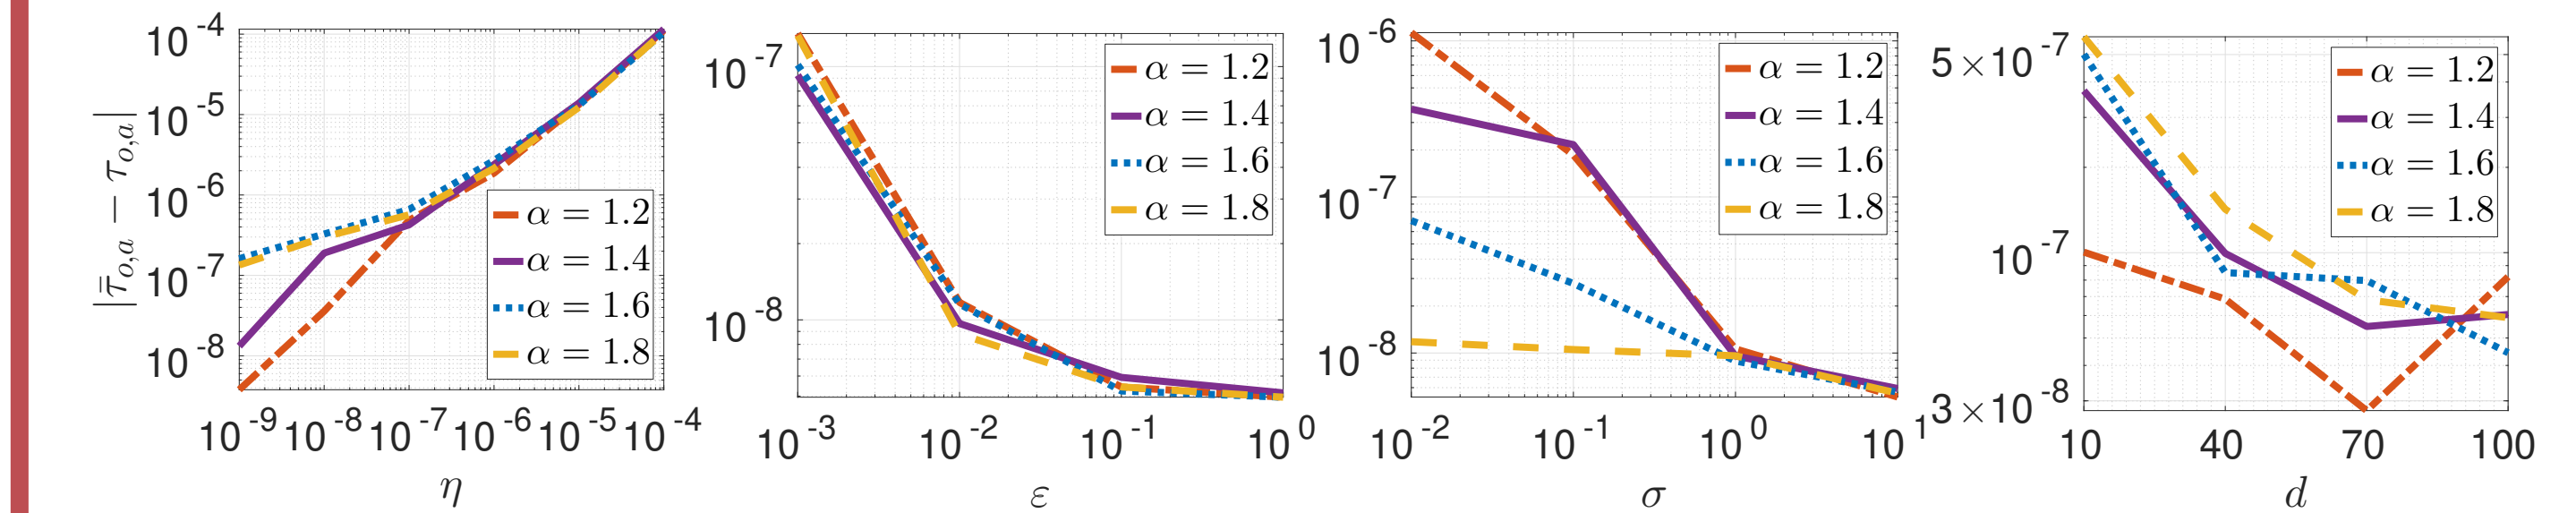 |τ̿_{o,a} − τ_{o,a}|
10^-4
10^-5
10^-6
10^-7
10^-8
10^-9 10^-8 10^-7 10^-6 10^-5 10^-4
η
α = 1.2
α = 1.4
α = 1.6
α = 1.8
10^-7
10^-8
10^-3 10^-2 10^-1 10^0
ε
α = 1.2
α = 1.4
α = 1.6
α = 1.8
10^-6
10^-7
10^-8
10^-2 10^-1 10^0 10^1
σ
α = 1.2
α = 1.4
α = 1.6
α = 1.8
5×10^-7
10^-7
3×10^-8
10 40 70 100
d
α = 1.2
α = 1.4
α = 1.6
α = 1.8